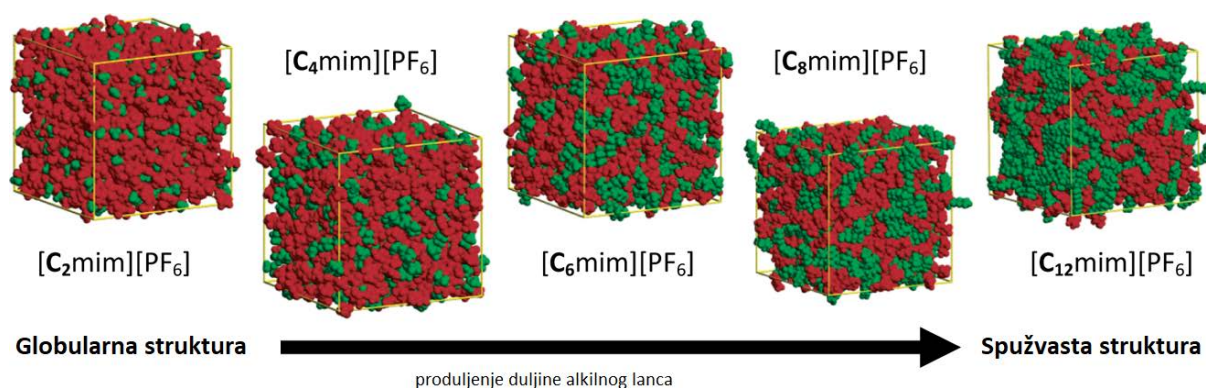 [C₄mim][PF₆]
[C₈mim][PF₆]
[C₂mim][PF₆]
[C₆mim][PF₆]
[C₁₂mim][PF₆]
Globularna struktura
Spužvasta struktura
produljenje duljine alkilnog lanca